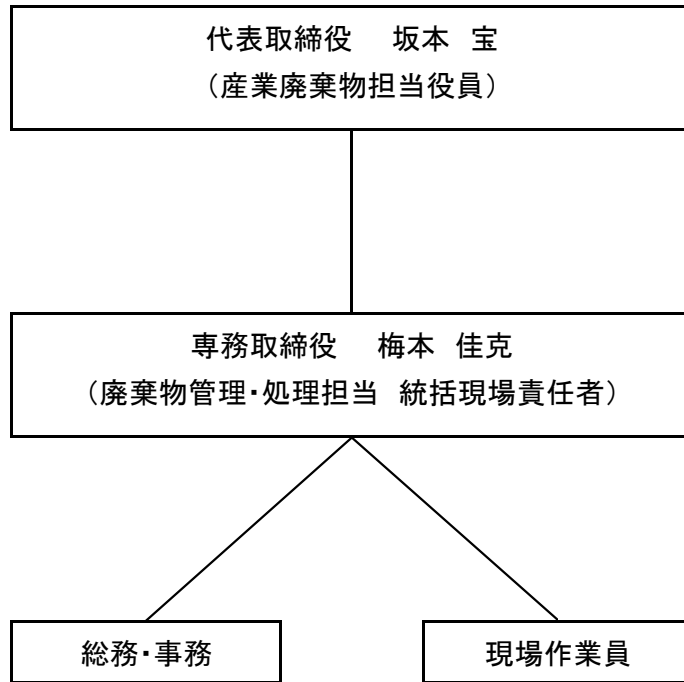 代表取締役　坂本 宝
（産業廃棄物担当役員）
専務取締役　梅本 佳克
（廃棄物管理・処理担当 統括現場責任者）
総務・事務
現場作業員